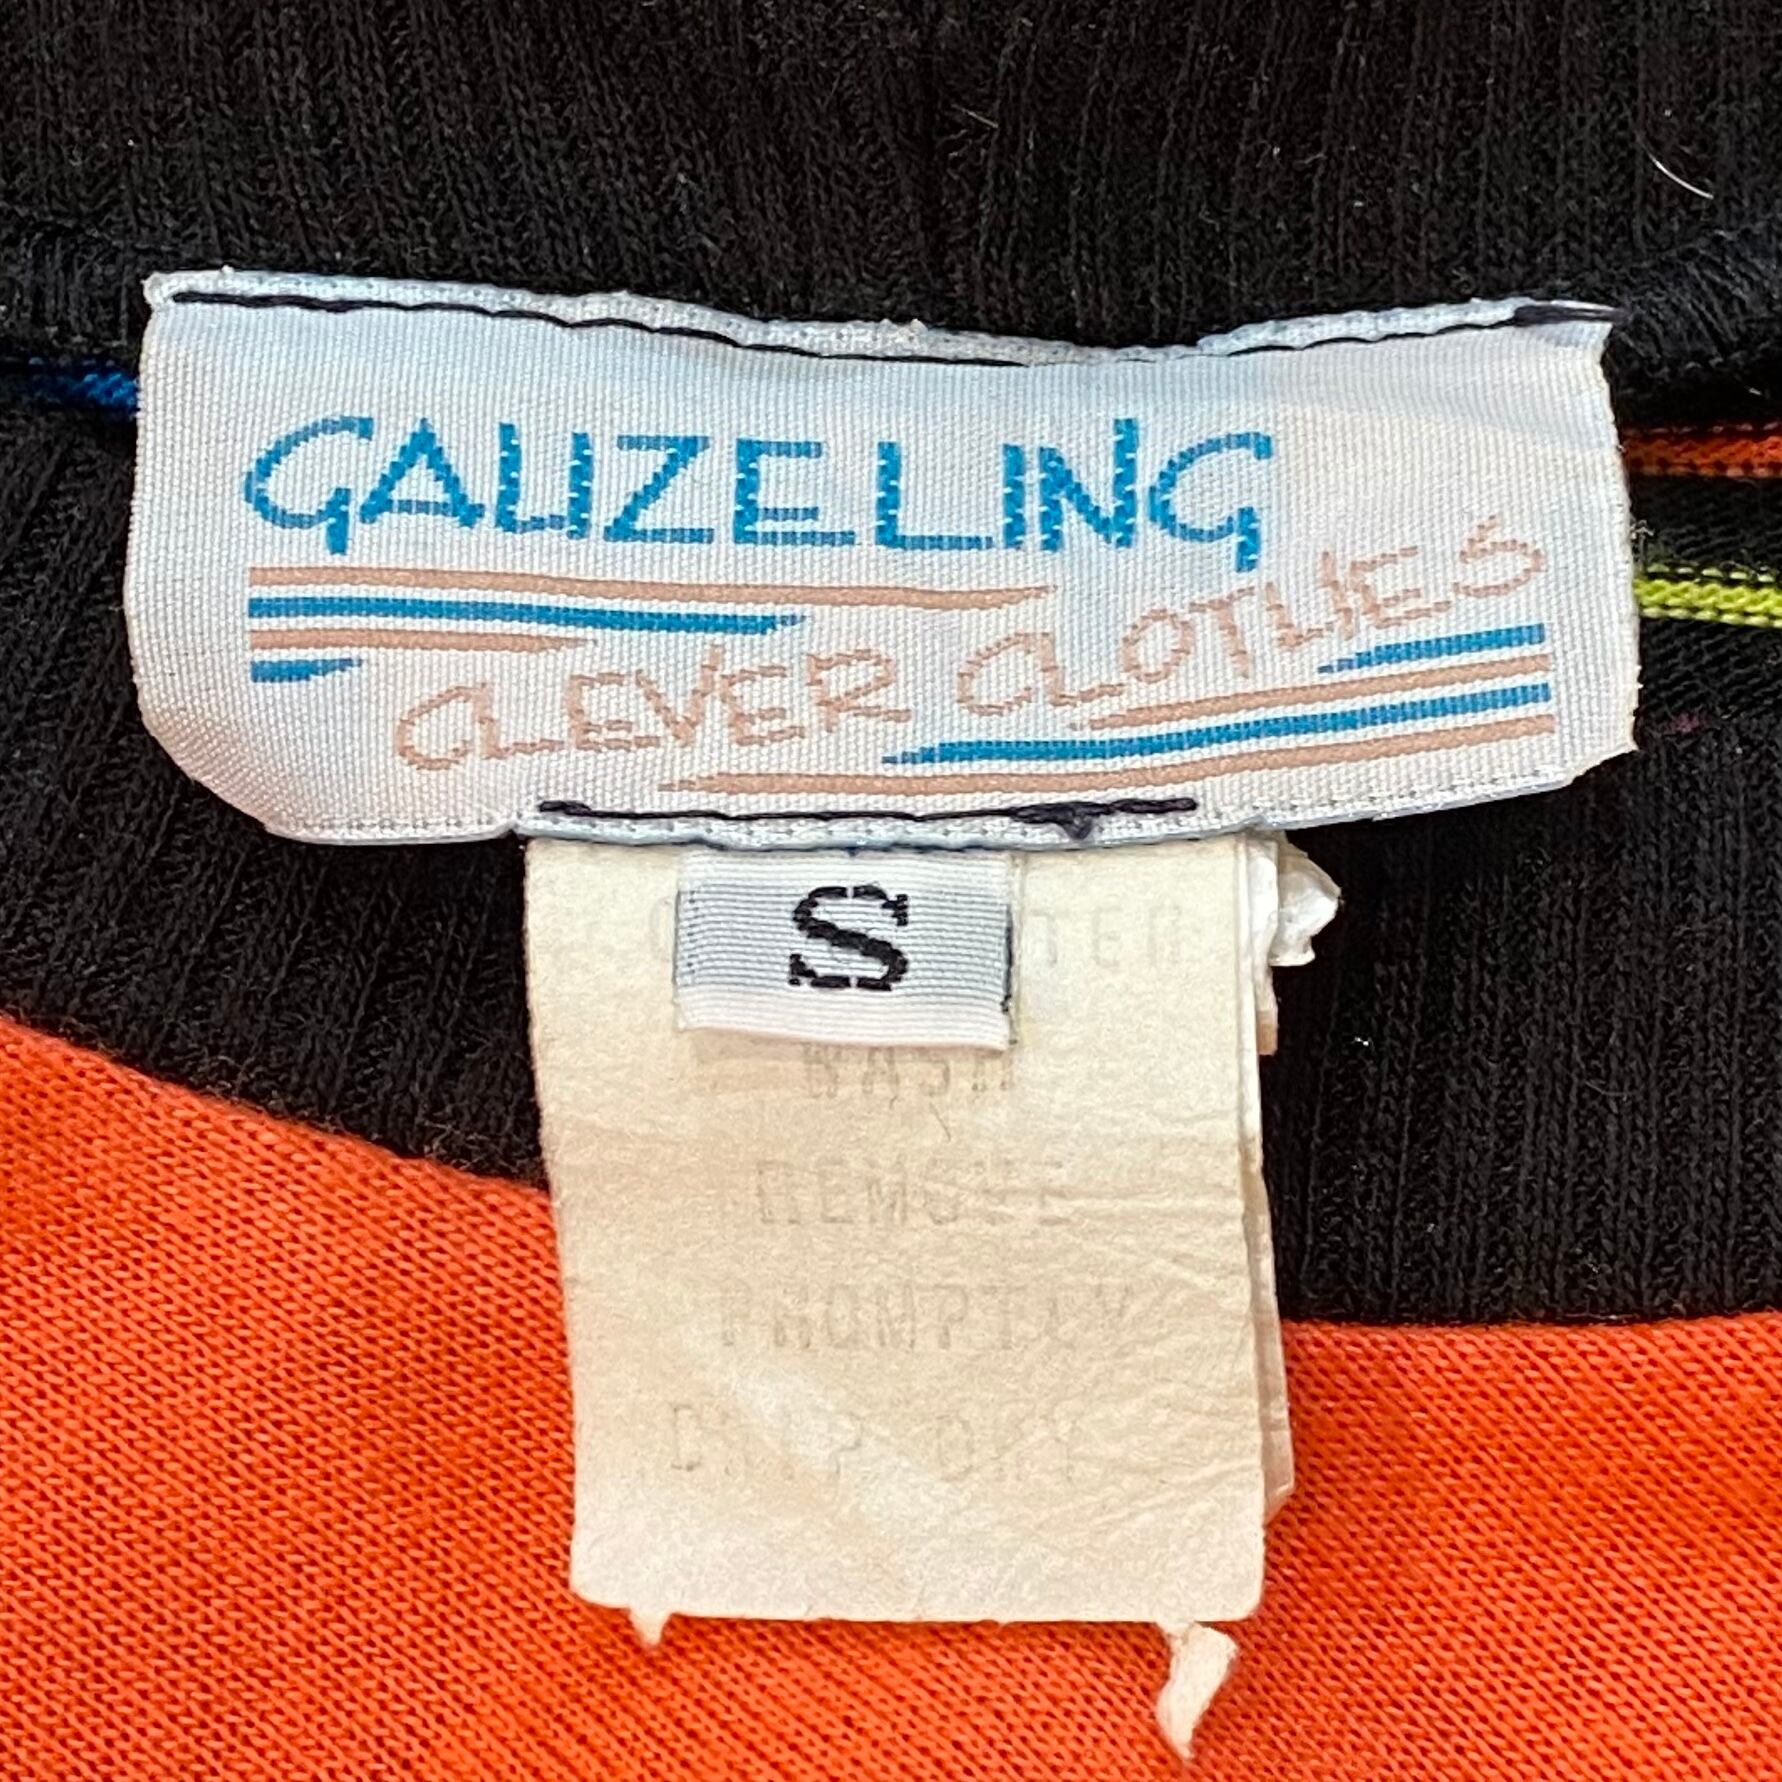 GAUZELING
CLEVER CLOTHES
S
WASH
REMOVE
PROMPTLY
DRIP DRY